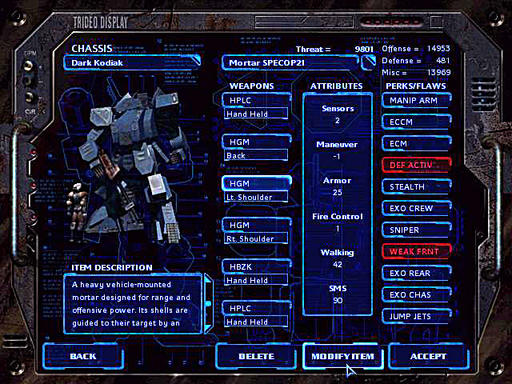 TRIDEO DISPLAY
CHASSIS
Dark Kodiak
Threat = 9801
Mortar SPECOP21
Offense = 14953
Defense = 481
Misc = 13969
WEAPONS
HPLC
Hand Held
HGM
Back
HGM
Lt. Shoulder
HGM
Rt. Shoulder
HBZK
Hand Held
HPLC
Hand Held
ATTRIBUTES
Sensors
2
Maneuver
-1
Armor
25
Fire Control
1
Walking
42
SMS
90
PERKS/FLAWS
MANIP ARM
ECCM
ECM
DEF ACTIV
STEALTH
EXO CREW
SNIPER
WEAK FRNT
EXO REAR
EXO CHAS
JUMP JETS
ITEM DESCRIPTION
A heavy vehicle-mounted
mortar designed for range and
offensive power. Its shells are
guided to their target by an
BACK
DELETE
MODIFY ITEM
ACCEPT